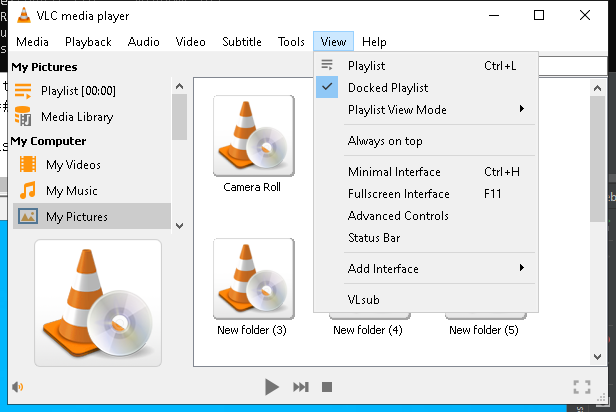 VLC media player
Media Playback Audio Video Subtitle Tools View Help
My Pictures
Playlist [00:00]
Media Library
My Computer
My Videos
My Music
My Pictures
Camera Roll
New folder (3)
New folder (4)
New folder (5)
Playlist Ctrl+L
Docked Playlist
Playlist View Mode
Always on top
Minimal Interface Ctrl+H
Fullscreen Interface F11
Advanced Controls
Status Bar
Add Interface
VLsub